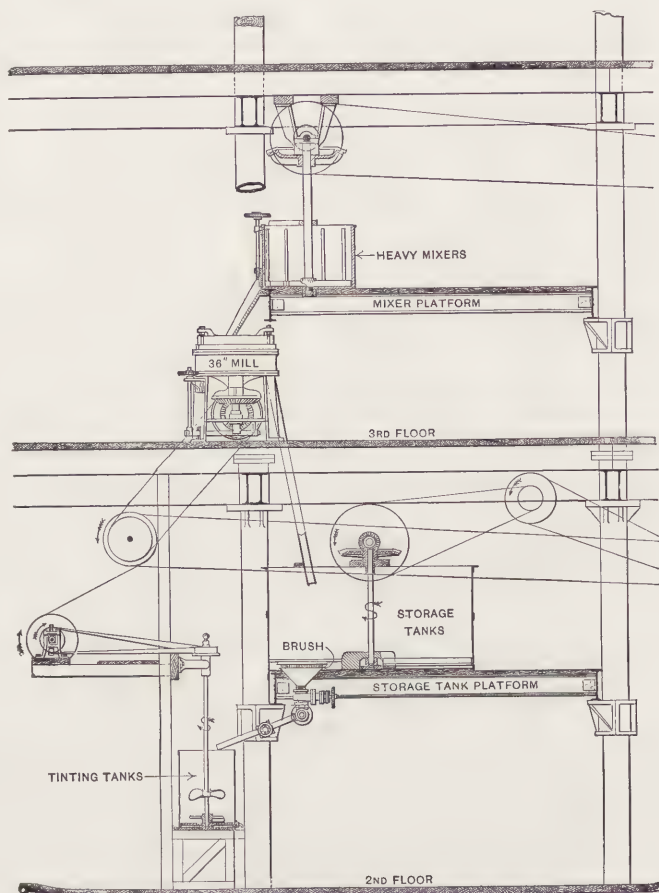 HEAVY MIXERS
MIXER PLATFORM
36" MILL
3RD FLOOR
STORAGE
TANKS
BRUSH
STORAGE TANK PLATFORM
TINTING TANKS
2ND FLOOR